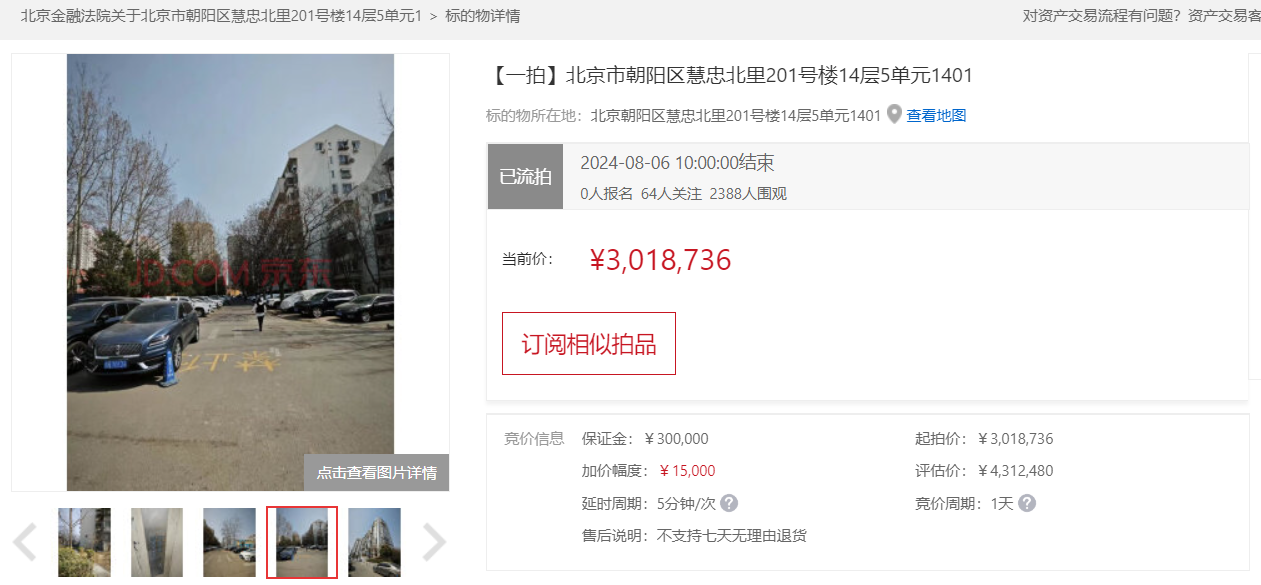 北京金融法院关于北京市朝阳区慧忠北里201号楼14层5单元1 > 标的物详情
对资产交易流程有问题？资产交易客
【一拍】北京市朝阳区慧忠北里201号楼14层5单元1401
标的物所在地： 北京朝阳区慧忠北里201号楼14层5单元1401 查看地图
已流拍
2024-08-06 10:00:00结束
0人报名 64人关注 2388人围观
当前价： ¥3,018,736
订阅相似拍品
JD.COM 京东
禁止
点击查看图片详情
竞价信息 保证金： ¥300,000 起拍价： ¥3,018,736
加价幅度： ¥15,000 评估价： ¥4,312,480
延时周期： 5分钟/次 ? 竞价周期： 1天 ?
售后说明： 不支持七天无理由退货